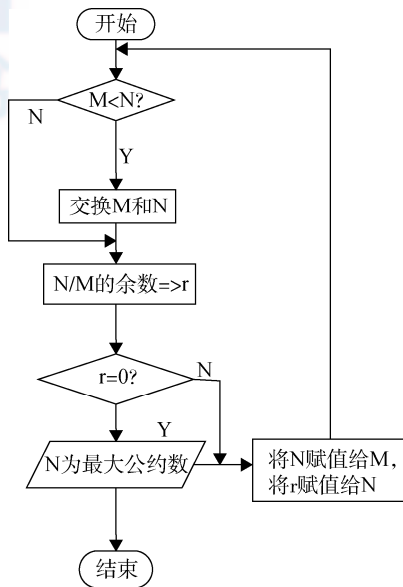 开始
M<N?
N
Y
交换M和N
N/M的余数=>r
r=0?
N
Y
N为最大公约数
将N赋值给M，
将r赋值给N
结束